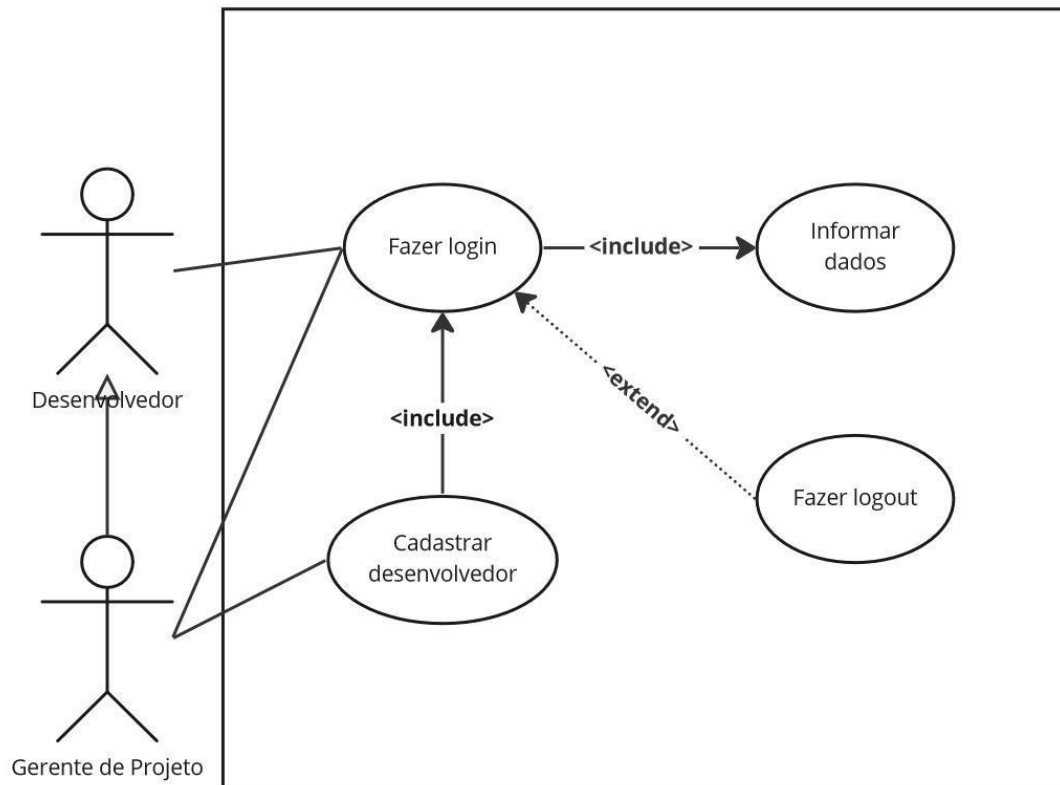 Fazer login
<include>
Informar
dados
Desenvolvedor
<include>
<extend>
Fazer logout
Cadastrar
desenvolvedor
Gerente de Projeto